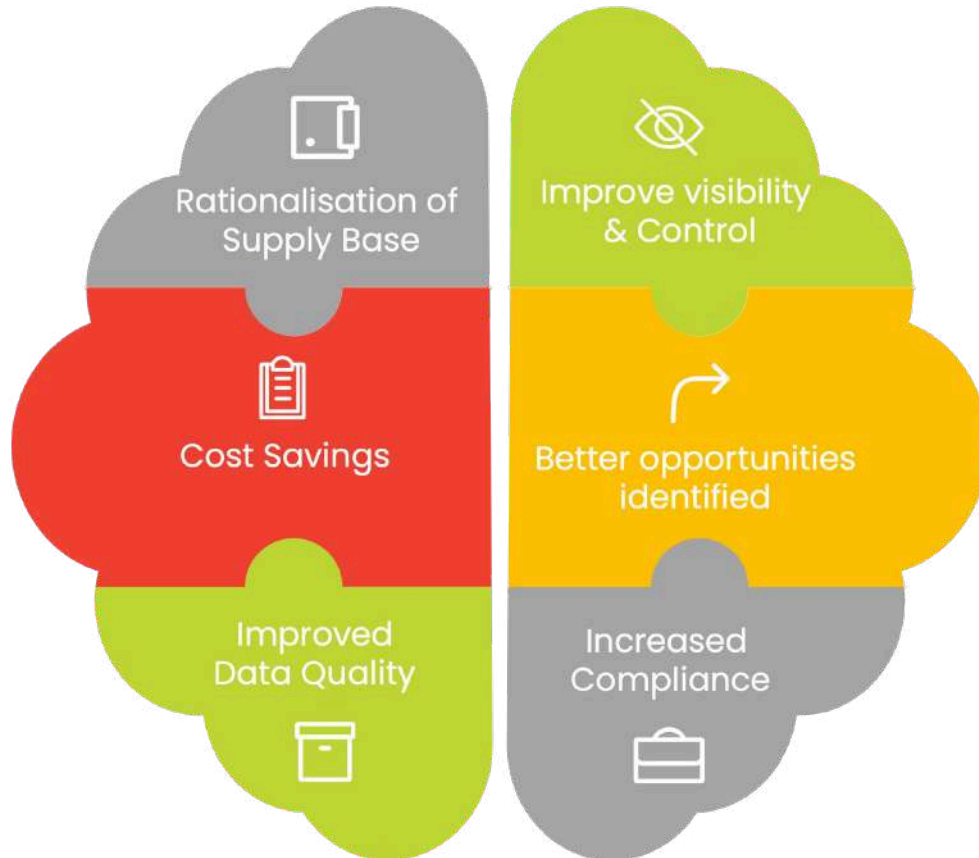 Rationalisation of
Supply Base
Improve visibility
& Control
Cost Savings
Better opportunities
identified
Improved
Data Quality
Increased
Compliance